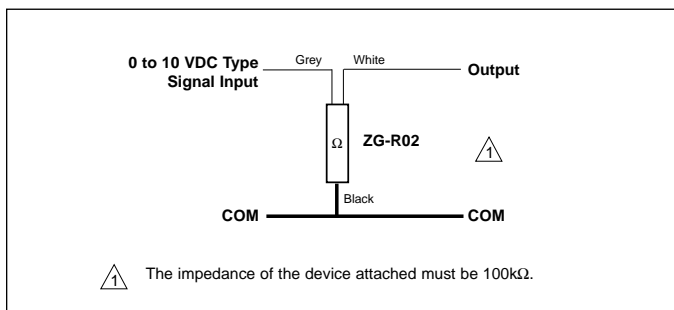 0 to 10 VDC Type Grey White Output
Signal Input
Ω ZG-R02 1
Black
COM COM
1 The impedance of the device attached must be 100kΩ.